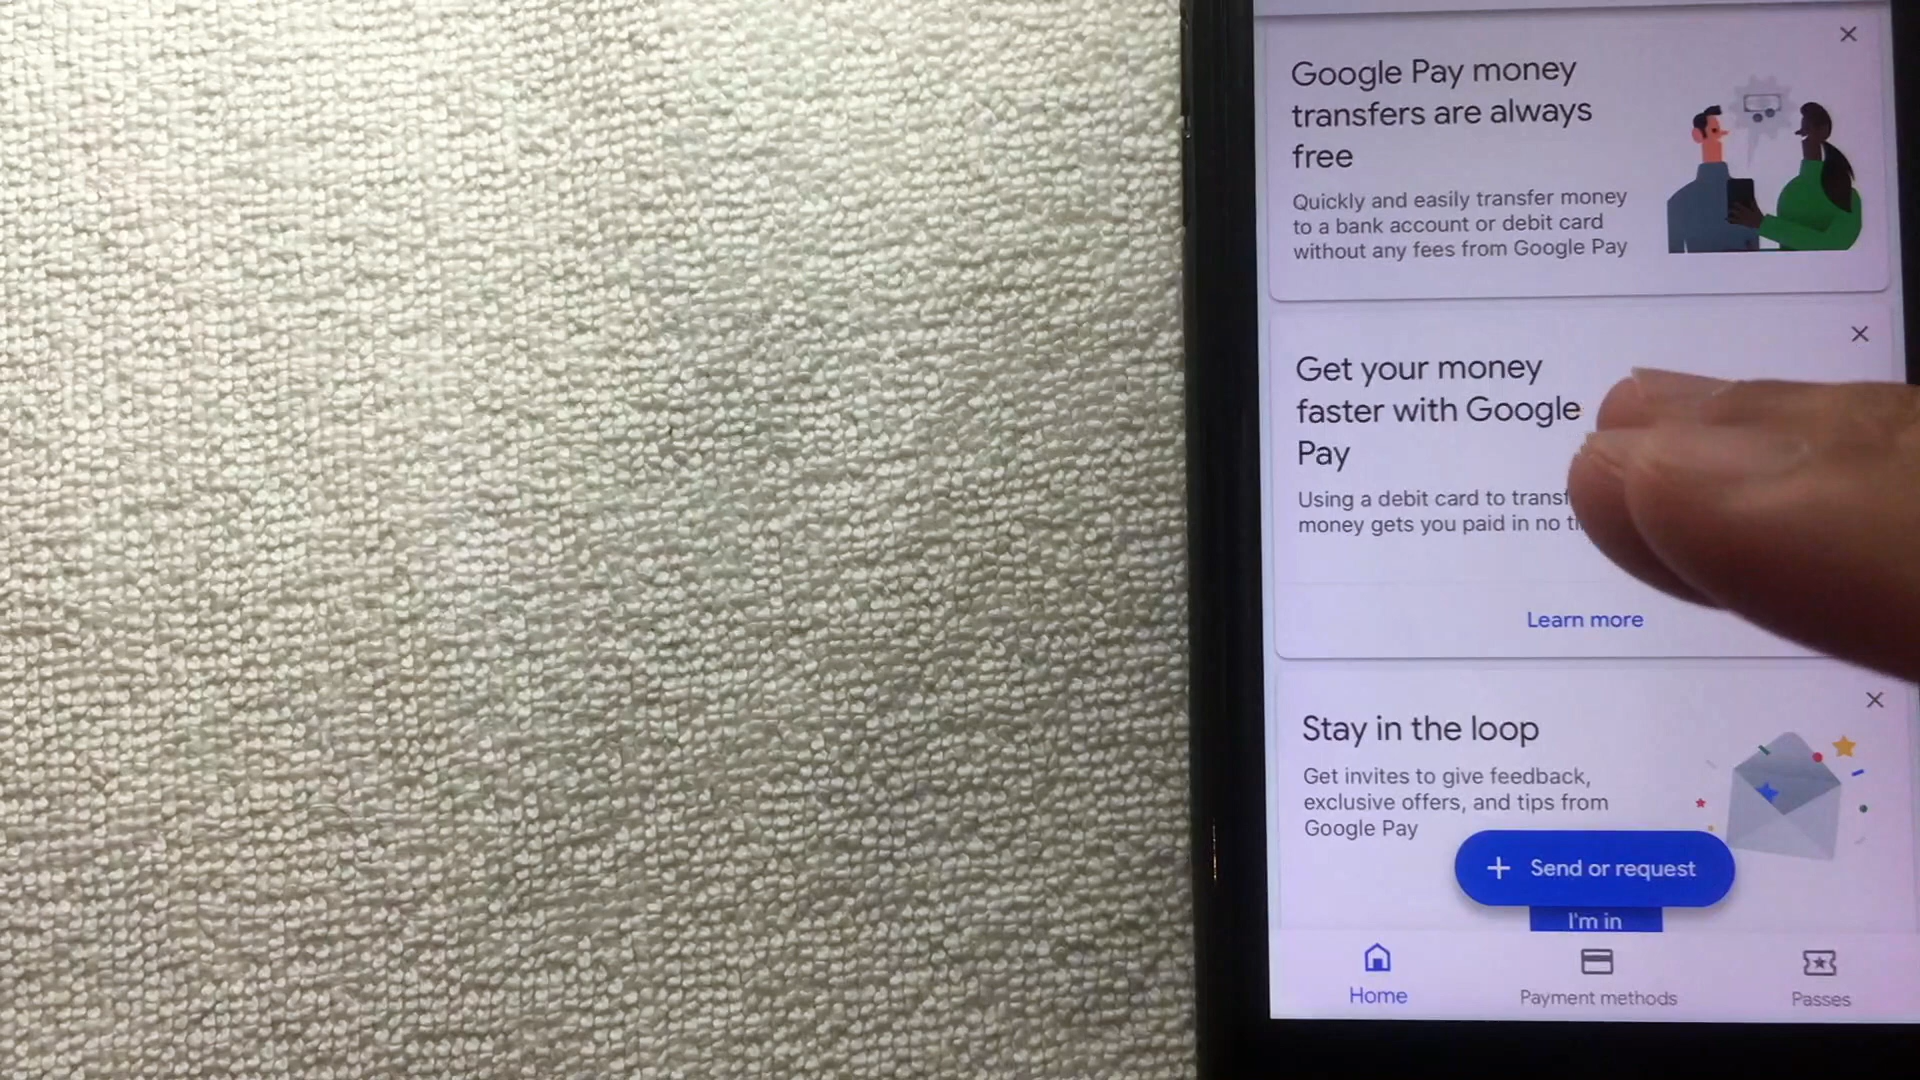 Google Pay money
transfers are always
free
Quickly and easily transfer money
to a bank account or debit card
without any fees from Google Pay
Get your money
faster with Google
Pay
Using a debit card to
money gets you paid in no
Learn more
Stay in the loop
Get invites to give feedback,
exclusive offers, and tips from
Google Pay
+ Send or request
I'm in
Home
Payment methods
Passes